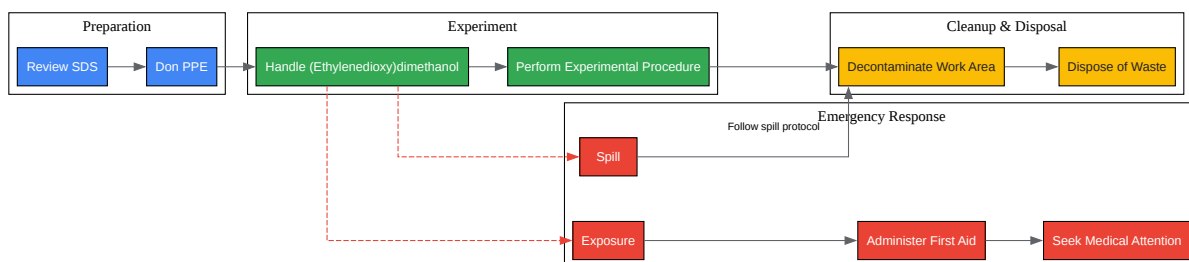 Preparation
Experiment
Cleanup & Disposal
Review SDS
Don PPE
Handle (Ethylenedioxy)dimethanol
Perform Experimental Procedure
Decontaminate Work Area
Dispose of Waste
Emergency Response
Follow spill protocol
Spill
Exposure
Administer First Aid
Seek Medical Attention